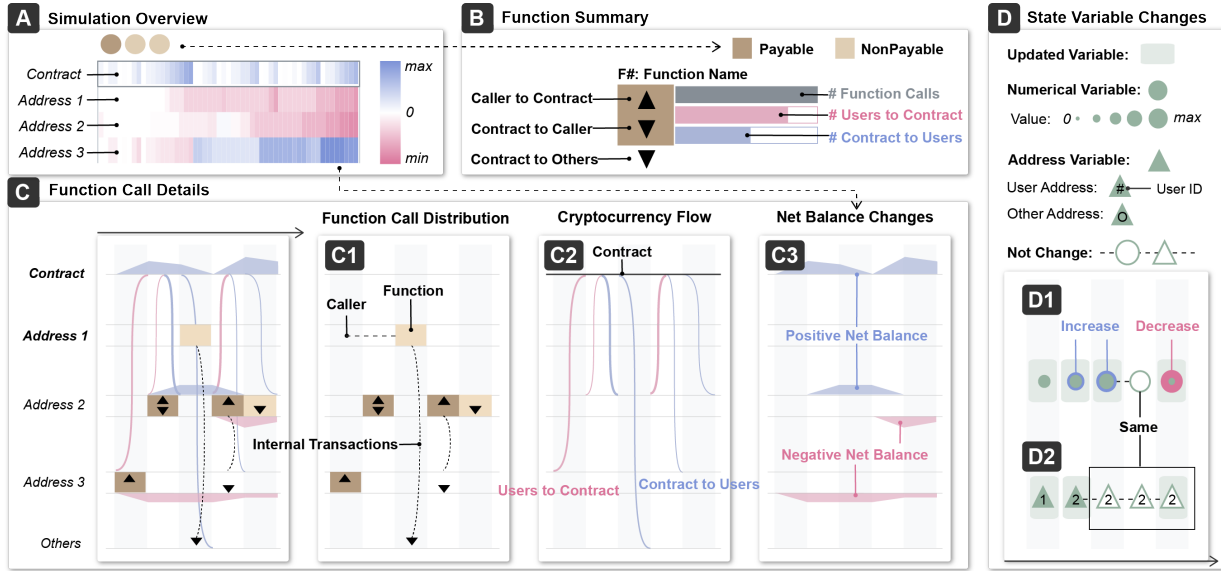 A Simulation Overview
Contract
Address 1
Address 2
Address 3
max
0
min
B Function Summary
Payable
NonPayable
F#: Function Name
Caller to Contract
Contract to Caller
Contract to Others
# Function Calls
# Users to Contract
# Contract to Users
C Function Call Details
Contract
Address 1
Address 2
Address 3
Others
Function Call Distribution
C1
Caller
Function
Internal Transactions
Cryptocurrency Flow
C2
Contract
Users to Contract
Contract to Users
Net Balance Changes
C3
Positive Net Balance
Negative Net Balance
D State Variable Changes
Updated Variable:
Numerical Variable:
Value: 0 max
Address Variable:
User Address: # User ID
Other Address: O
Not Change:
D1
Increase
Decrease
Same
D2
1 2 2 2 2